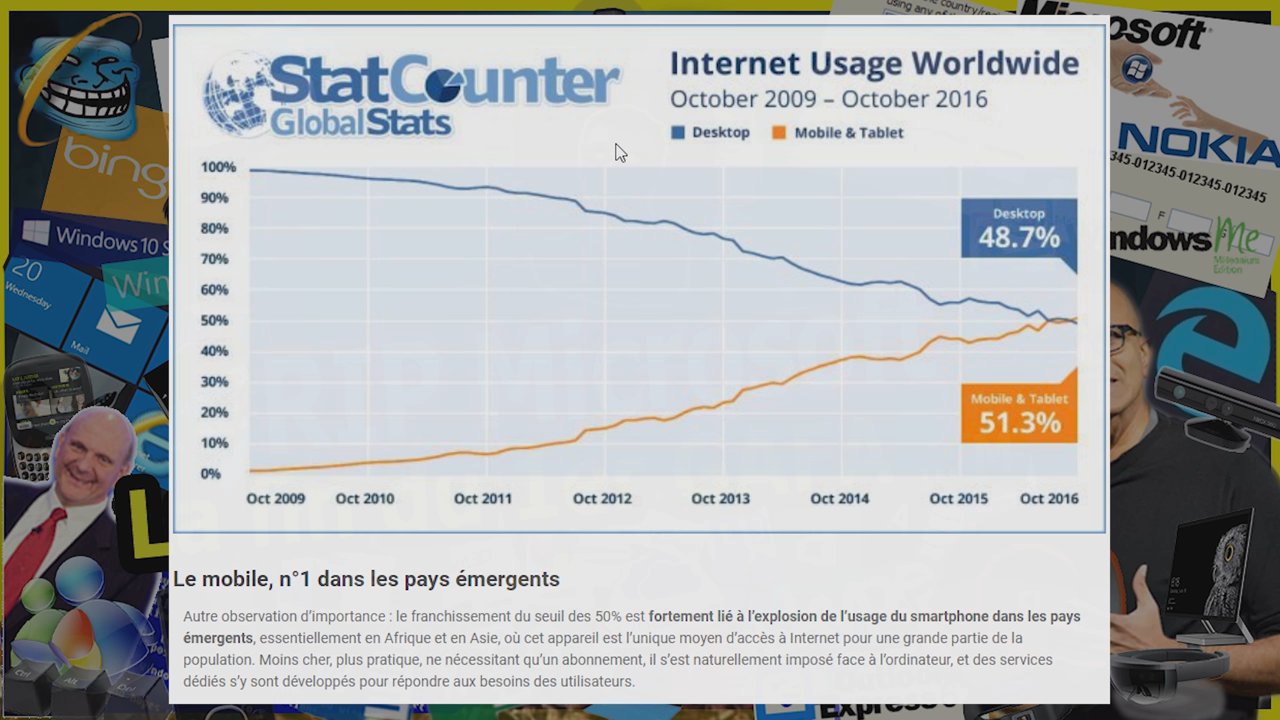 StatCounter
GlobalStats
Internet Usage Worldwide
October 2009 – October 2016
Desktop
Mobile & Tablet
100%
90%
80%
70%
60%
50%
40%
30%
20%
10%
0%
Desktop
48.7%
Mobile & Tablet
51.3%
Oct 2009
Oct 2010
Oct 2011
Oct 2012
Oct 2013
Oct 2014
Oct 2015
Oct 2016
Le mobile, n°1 dans les pays émergents
Autre observation d'importance : le franchissement du seuil des 50% est fortement lié à l'explosion de l'usage du smartphone dans les pays
émergents, essentiellement en Afrique et en Asie, où cet appareil est l'unique moyen d'accès à Internet pour une grande partie de la
population. Moins cher, plus pratique, ne nécessitant qu'un abonnement, il s'est naturellement imposé face à l'ordinateur, et des services
dédiés s'y sont développés pour répondre aux besoins des utilisateurs.
bing
Windows 10 S
Win
20
Wednesday
Mail
osoft
NOKIA
345-012345-012345-012345
F
ndows Me
Millennium
Edition
Express